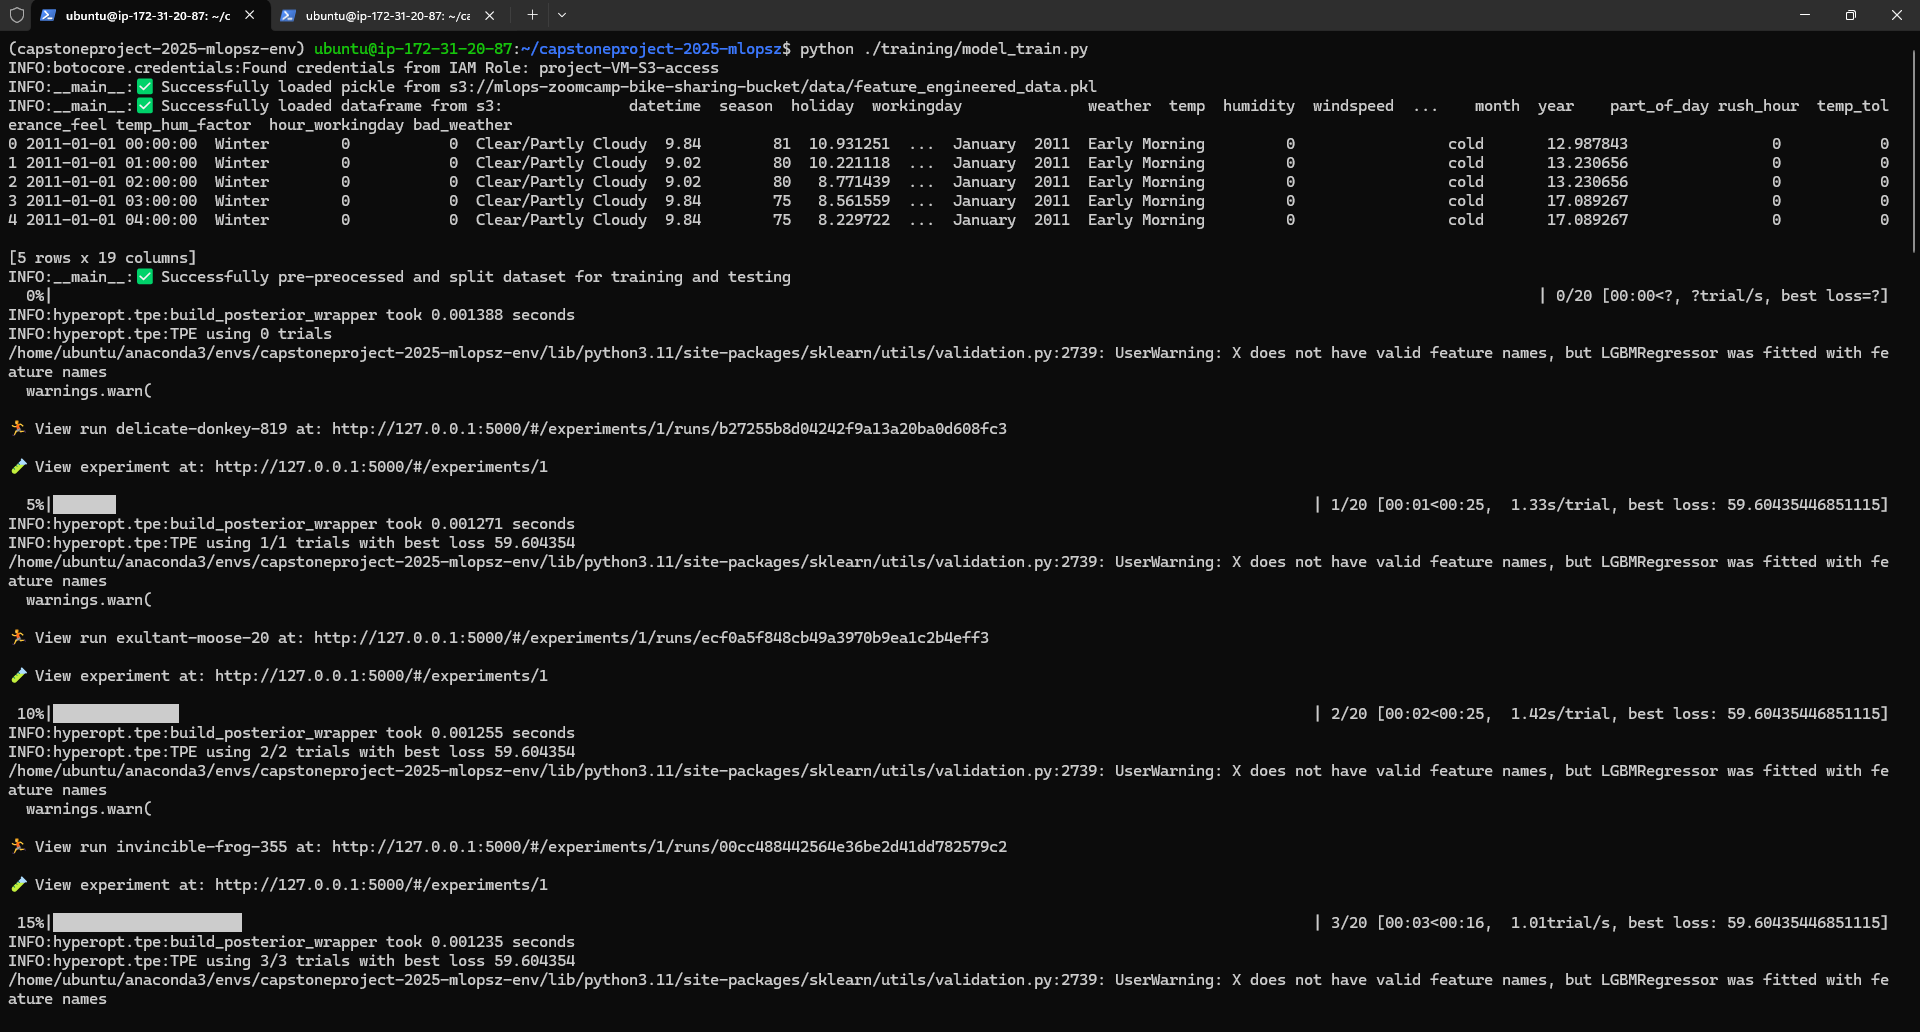 ubuntu@ip-172-31-20-87: ~/c
ubuntu@ip-172-31-20-87: ~/ca
(capstoneproject-2025-mlopsz-env) ubuntu@ip-172-31-20-87:~/capstoneproject-2025-mlopsz$ python ./training/model_train.py
INFO:botocore.credentials:Found credentials from IAM Role: project-VM-S3-access
INFO:__main__:✅ Successfully loaded pickle from s3://mlops-zoomcamp-bike-sharing-bucket/data/feature_engineered_data.pkl
INFO:__main__:✅ Successfully loaded dataframe from s3:              datetime  season  holiday  workingday              weather  temp  humidity  windspeed  ...    month  year    part_of_day rush_hour  temp_tol
erance_feel temp_hum_factor  hour_workingday bad_weather
0 2011-01-01 00:00:00  Winter        0           0  Clear/Partly Cloudy  9.84        81  10.931251  ...  January  2011  Early Morning         0                 cold       12.987843                0           0
1 2011-01-01 01:00:00  Winter        0           0  Clear/Partly Cloudy  9.02        80  10.221118  ...  January  2011  Early Morning         0                 cold       13.230656                0           0
2 2011-01-01 02:00:00  Winter        0           0  Clear/Partly Cloudy  9.02        80   8.771439  ...  January  2011  Early Morning         0                 cold       13.230656                0           0
3 2011-01-01 03:00:00  Winter        0           0  Clear/Partly Cloudy  9.84        75   8.561559  ...  January  2011  Early Morning         0                 cold       17.089267                0           0
4 2011-01-01 04:00:00  Winter        0           0  Clear/Partly Cloudy  9.84        75   8.229722  ...  January  2011  Early Morning         0                 cold       17.089267                0           0
[5 rows x 19 columns]
INFO:__main__:✅ Successfully pre-preocessed and split dataset for training and testing
0%| | 0/20 [00:00<?, ?trial/s, best loss=?]
INFO:hyperopt.tpe:build_posterior_wrapper took 0.001388 seconds
INFO:hyperopt.tpe:TPE using 0 trials
/home/ubuntu/anaconda3/envs/capstoneproject-2025-mlopsz-env/lib/python3.11/site-packages/sklearn/utils/validation.py:2739: UserWarning: X does not have valid feature names, but LGBMRegressor was fitted with fe
ature names
  warnings.warn(
🏃 View run delicate-donkey-819 at: http://127.0.0.1:5000/#/experiments/1/runs/b27255b8d04242f9a13a20ba0d608fc3
🧪 View experiment at: http://127.0.0.1:5000/#/experiments/1
5%| | 1/20 [00:01<00:25,  1.33s/trial, best loss: 59.60435446851115]
INFO:hyperopt.tpe:build_posterior_wrapper took 0.001271 seconds
INFO:hyperopt.tpe:TPE using 1/1 trials with best loss 59.604354
/home/ubuntu/anaconda3/envs/capstoneproject-2025-mlopsz-env/lib/python3.11/site-packages/sklearn/utils/validation.py:2739: UserWarning: X does not have valid feature names, but LGBMRegressor was fitted with fe
ature names
  warnings.warn(
🏃 View run exultant-moose-20 at: http://127.0.0.1:5000/#/experiments/1/runs/ecf0a5f848cb49a3970b9ea1c2b4eff3
🧪 View experiment at: http://127.0.0.1:5000/#/experiments/1
10%| | 2/20 [00:02<00:25,  1.42s/trial, best loss: 59.60435446851115]
INFO:hyperopt.tpe:build_posterior_wrapper took 0.001255 seconds
INFO:hyperopt.tpe:TPE using 2/2 trials with best loss 59.604354
/home/ubuntu/anaconda3/envs/capstoneproject-2025-mlopsz-env/lib/python3.11/site-packages/sklearn/utils/validation.py:2739: UserWarning: X does not have valid feature names, but LGBMRegressor was fitted with fe
ature names
  warnings.warn(
🏃 View run invincible-frog-355 at: http://127.0.0.1:5000/#/experiments/1/runs/00cc488442564e36be2d41dd782579c2
🧪 View experiment at: http://127.0.0.1:5000/#/experiments/1
15%| | 3/20 [00:03<00:16,  1.01trial/s, best loss: 59.60435446851115]
INFO:hyperopt.tpe:build_posterior_wrapper took 0.001235 seconds
INFO:hyperopt.tpe:TPE using 3/3 trials with best loss 59.604354
/home/ubuntu/anaconda3/envs/capstoneproject-2025-mlopsz-env/lib/python3.11/site-packages/sklearn/utils/validation.py:2739: UserWarning: X does not have valid feature names, but LGBMRegressor was fitted with fe
ature names